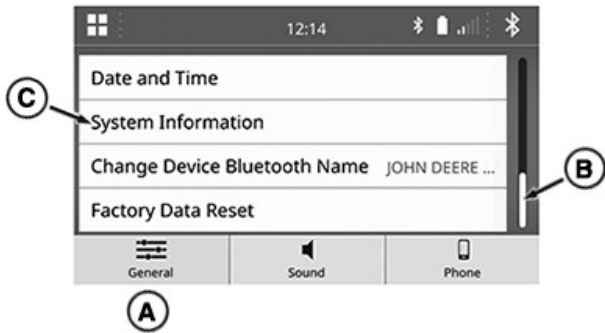 12:14
Date and Time
C
System Information
Change Device Bluetooth Name JOHN DEERE ...
B
Factory Data Reset
General Sound Phone
A